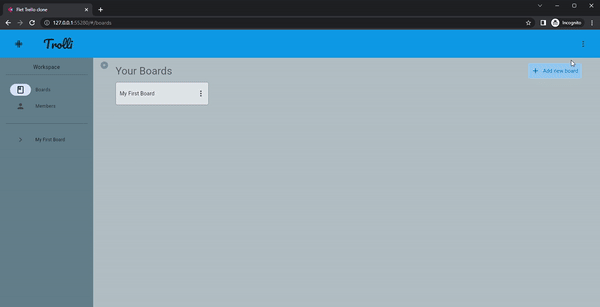 Flet Trello clone
127.0.0.1:55280/#/boards
Incognito
Trolli
Workspace
Your Boards
Add new board
Boards
My First Board
Members
My First Board